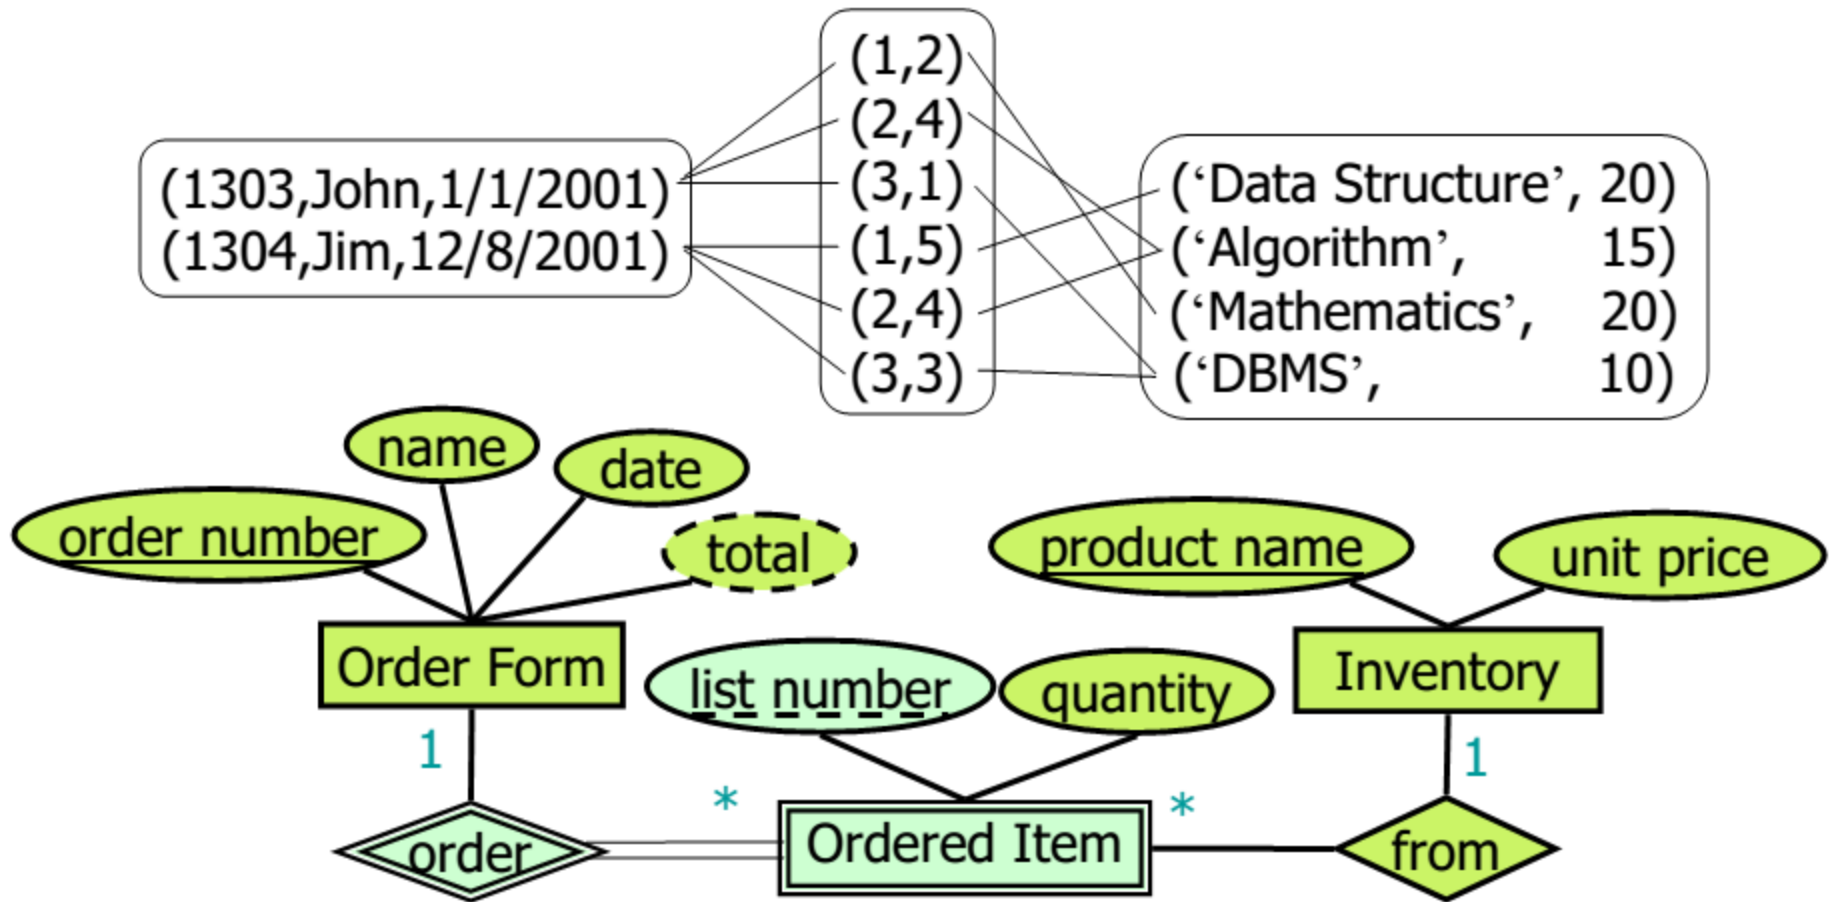 (1,2)
(2,4)
(3,1)
(1,5)
(2,4)
(3,3)
(1303,John,1/1/2001)
(1304,Jim,12/8/2001)
(‘Data Structure’, 20)
(‘Algorithm’, 15)
(‘Mathematics’, 20)
(‘DBMS’, 10)
name
date
order number
total
product name
unit price
Order Form
list number
quantity
Inventory
1
*
*
1
order
Ordered Item
from